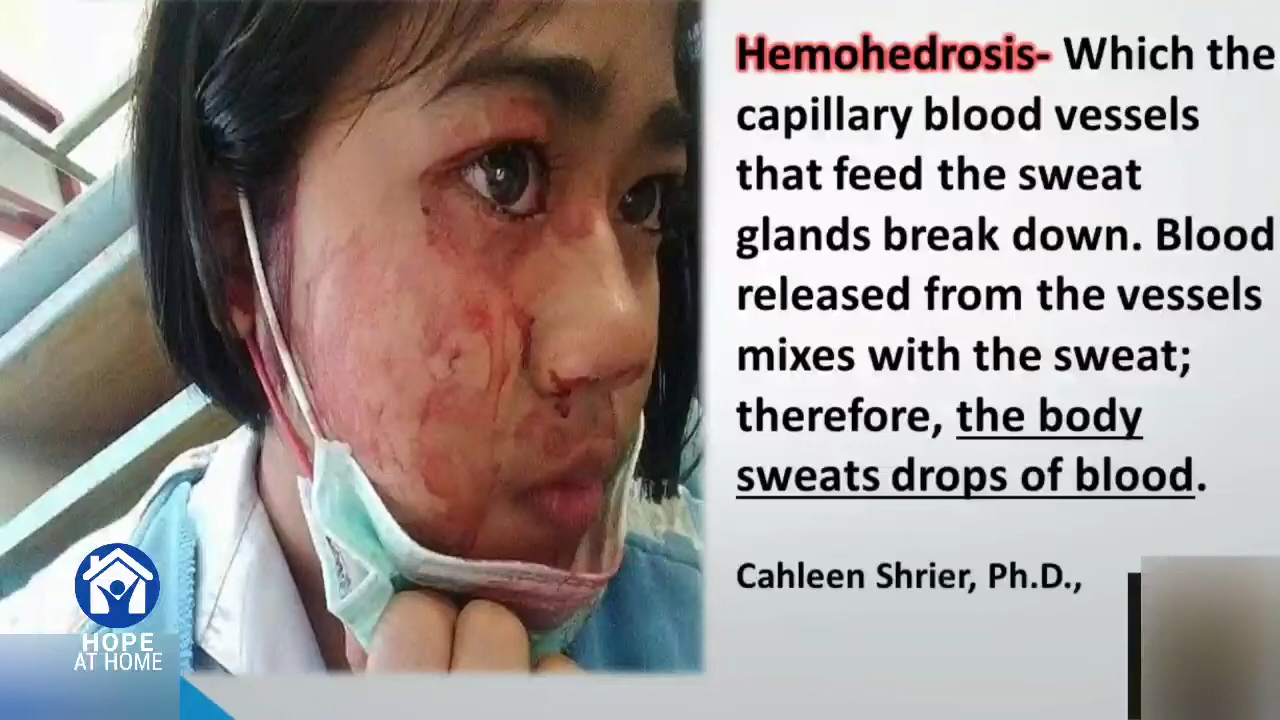 Hemohedrosis- Which the
capillary blood vessels
that feed the sweat
glands break down. Blood
released from the vessels
mixes with the sweat;
therefore, the body
sweats drops of blood.
Cahleen Shrier, Ph.D.,
HOPE
AT HOME